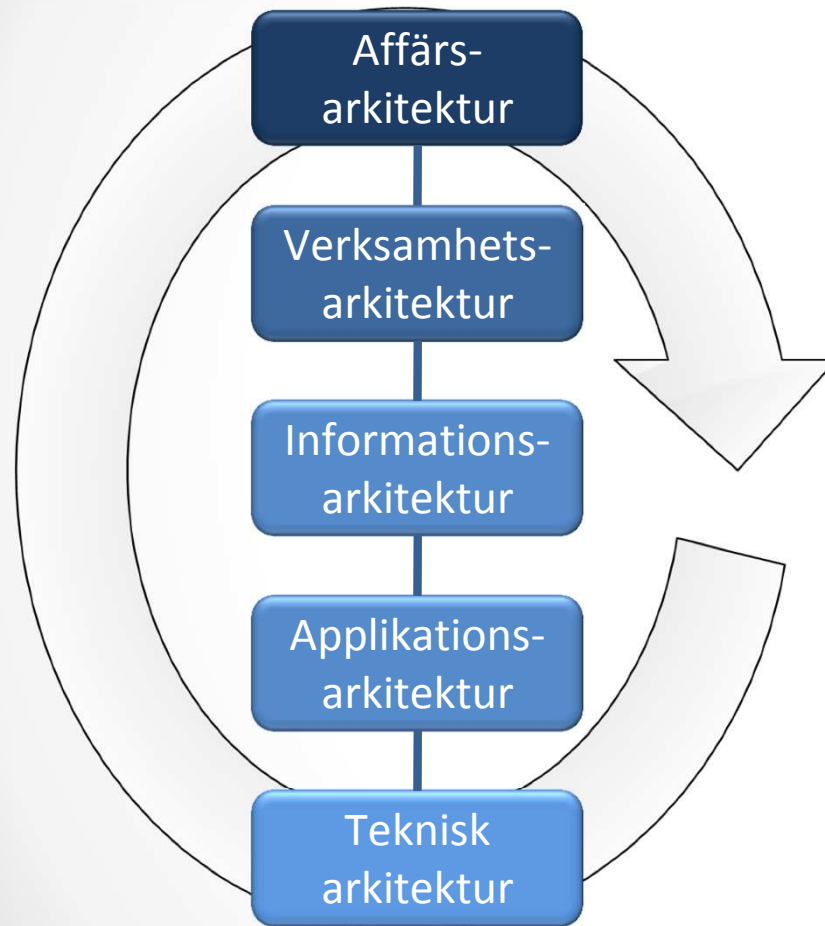 Affärs-
arkitektur
Verksamhets-
arkitektur
Informations-
arkitektur
Applikations-
arkitektur
Teknisk
arkitektur